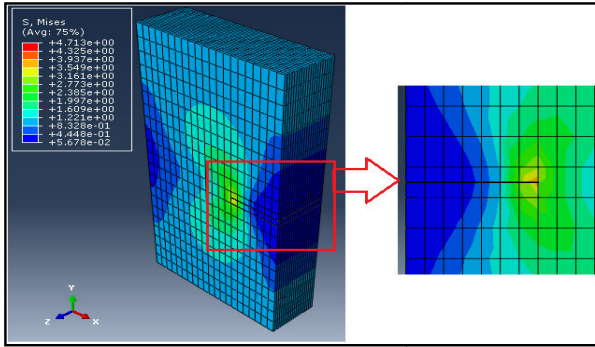 S, Mises
(Avg: 75%)
+4.713e+00
+4.325e+00
+3.937e+00
+3.549e+00
+3.161e+00
+2.773e+00
+2.385e+00
+1.997e+00
+1.609e+00
+1.221e+00
+8.328e-01
+4.448e-01
+5.678e-02
Y
Z
X